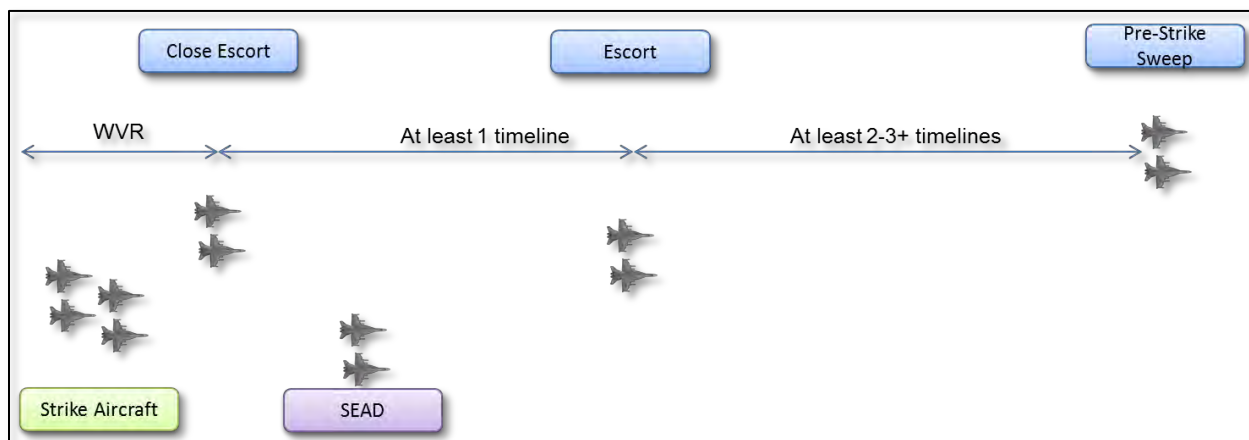 Close Escort
Escort
Pre-Strike
Sweep
WVR
At least 1 timeline
At least 2-3+ timelines
Strike Aircraft
SEAD